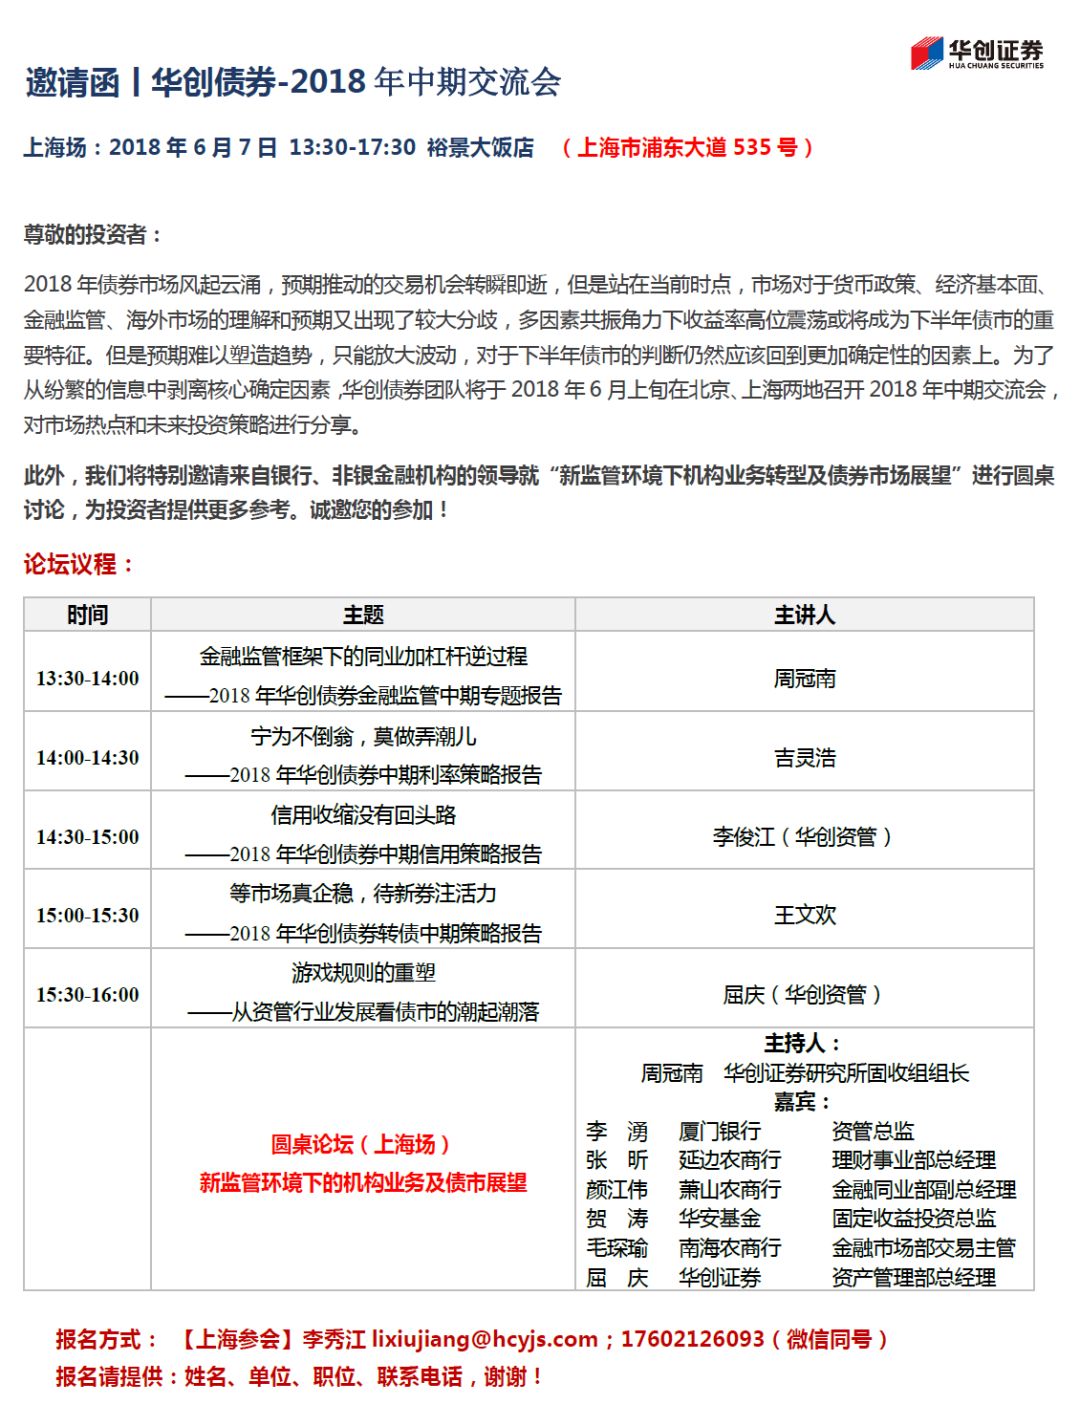 华创证券
HUA CHUANG SECURITIES
邀请函丨华创债券-2018 年中期交流会
上海场：2018 年 6 月 7 日 13:30-17:30 裕景大饭店 （上海市浦东大道 535 号）
尊敬的投资者：
2018 年债券市场风起云涌，预期推动的交易机会转瞬即逝，但是站在当前时点，市场对于货币政策、经济基本面、
金融监管、海外市场的理解和预期又出现了较大分歧，多因素共振角力下收益率高位震荡或将成为下半年债市的重
要特征。但是预期难以塑造趋势，只能放大波动，对于下半年债市的判断仍然应该回到更加确定性的因素上。为了
从纷繁的信息中剥离核心确定因素，华创债券团队将于 2018 年 6 月上旬在北京、上海两地召开 2018 年中期交流会，
对市场热点和未来投资策略进行分享。
此外，我们将特别邀请来自银行、非银金融机构的领导就“新监管环境下机构业务转型及债券市场展望”进行圆桌
讨论，为投资者提供更多参考。诚邀您的参加！
论坛议程：
时间 主题 主讲人
13:30-14:00 金融监管框架下的同业加杠杆逆过程
——2018 年华创债券金融监管中期专题报告 周冠南
14:00-14:30 宁为不倒翁，莫做弄潮儿
——2018 年华创债券中期利率策略报告 吉灵浩
14:30-15:00 信用收缩没有回头路
——2018 年华创债券中期信用策略报告 李俊江（华创资管）
15:00-15:30 等市场真企稳，待新券注活力
——2018 年华创债券转债中期策略报告 王文欢
15:30-16:00 游戏规则的重塑
——从资管行业发展看债市的潮起潮落 屈庆（华创资管）
圆桌论坛（上海场）
新监管环境下的机构业务及债市展望
主持人：
周冠南 华创证券研究所固收组组长
嘉宾：
李 湧 厦门银行 资管总监
张 昕 延边农商行 理财事业部总经理
颜江伟 萧山农商行 金融同业部副总经理
贺 涛 华安基金 固定收益投资总监
毛琛瑜 南海农商行 金融市场部交易主管
屈 庆 华创证券 资产管理部总经理
报名方式：【上海参会】李秀江 lixiujiang@hcyjs.com；17602126093（微信同号）
报名请提供：姓名、单位、职位、联系电话，谢谢！